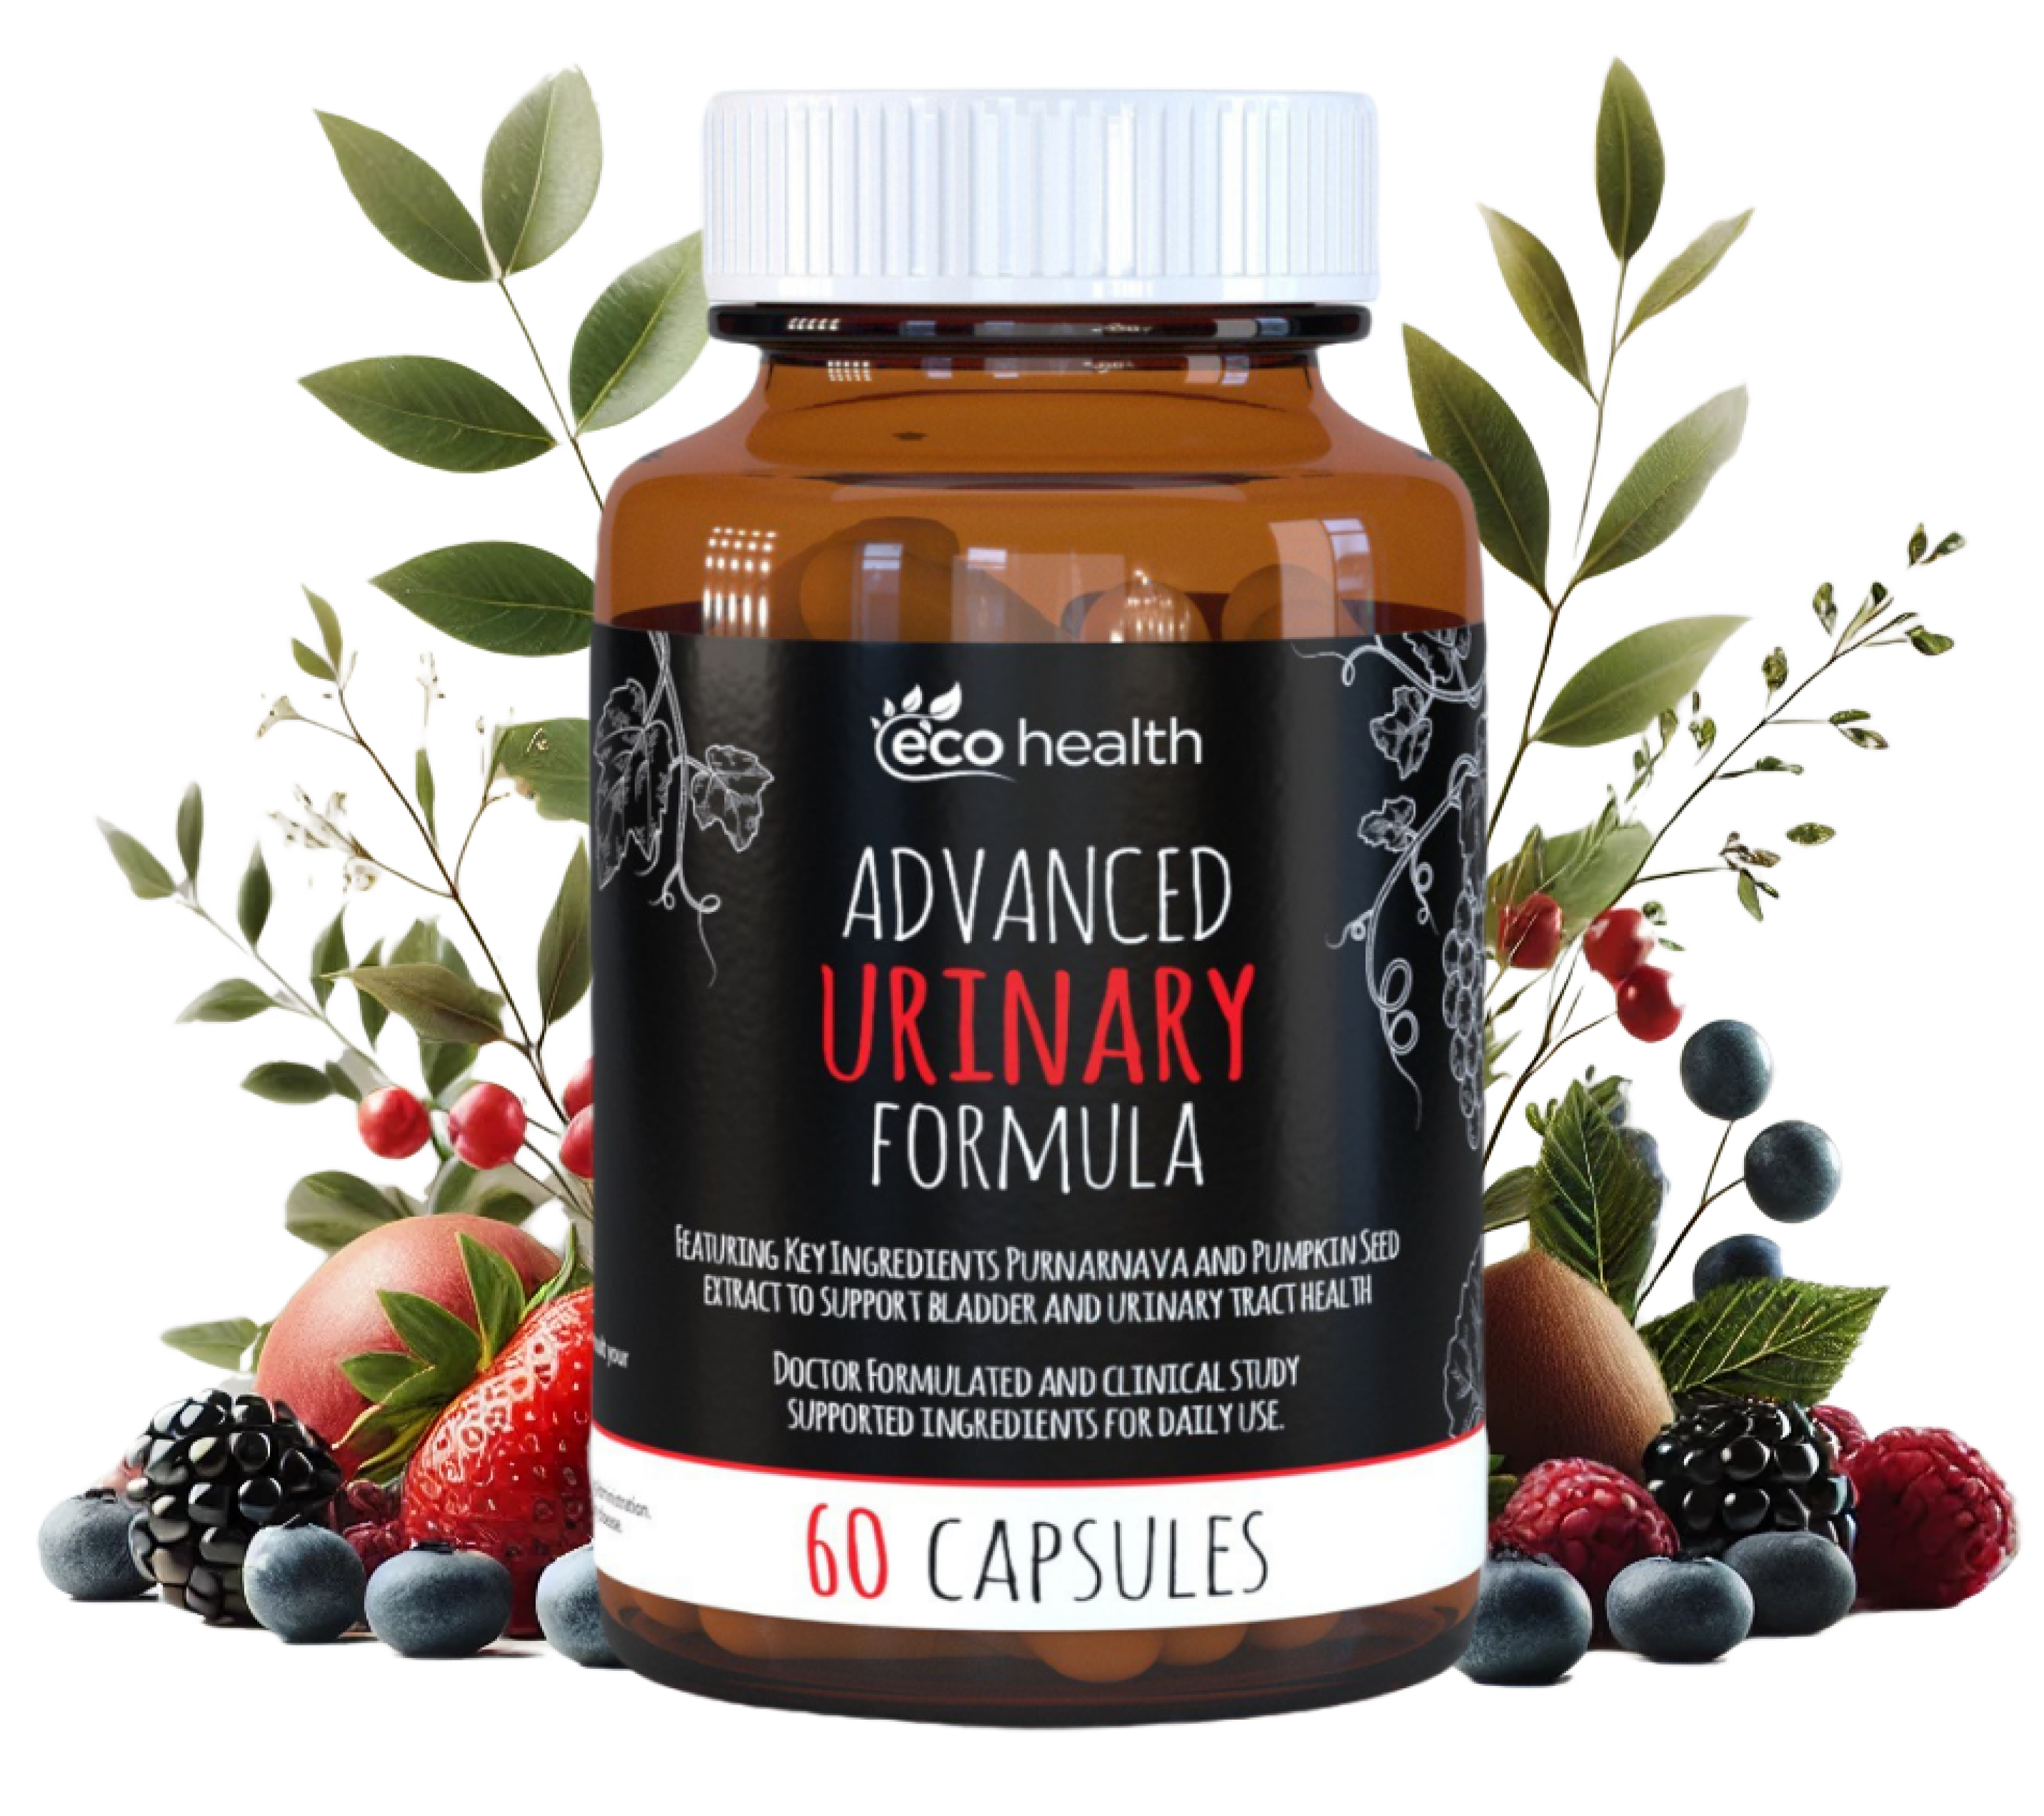 eco health
ADVANCED
URINARY
FORMULA
FEATURING KEY INGREDIENTS PURNARNAVA AND PUMPKIN SEED
EXTRACT TO SUPPORT BLADDER AND URINARY TRACT HEALTH
your
DOCTOR FORMULATED AND CLINICAL STUDY
SUPPORTED INGREDIENTS FOR DAILY USE.
60 CAPSULES